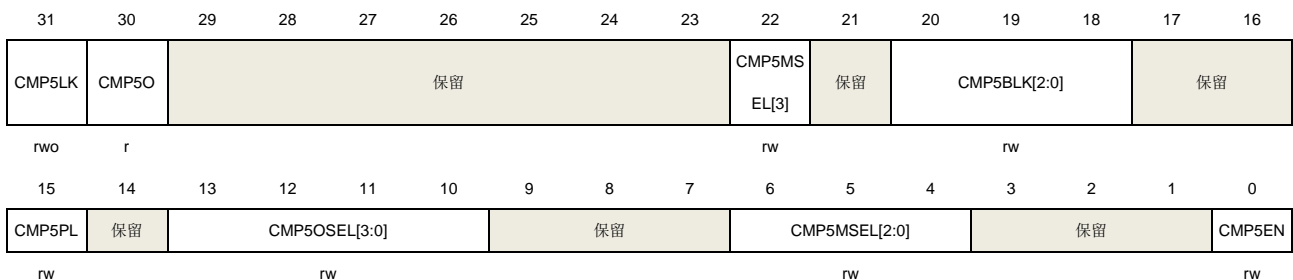 31 30 29 28 27 26 25 24 23 22 21 20 19 18 17 16
CMP5LK CMP5O 保留 CMP5MS
EL[3] 保留 CMP5BLK[2:0] 保留
rwo r rw rw
15 14 13 12 11 10 9 8 7 6 5 4 3 2 1 0
CMP5PL 保留 CMP5OSEL[3:0] 保留 CMP5MSEL[2:0] 保留 CMP5EN
rw rw rw rw